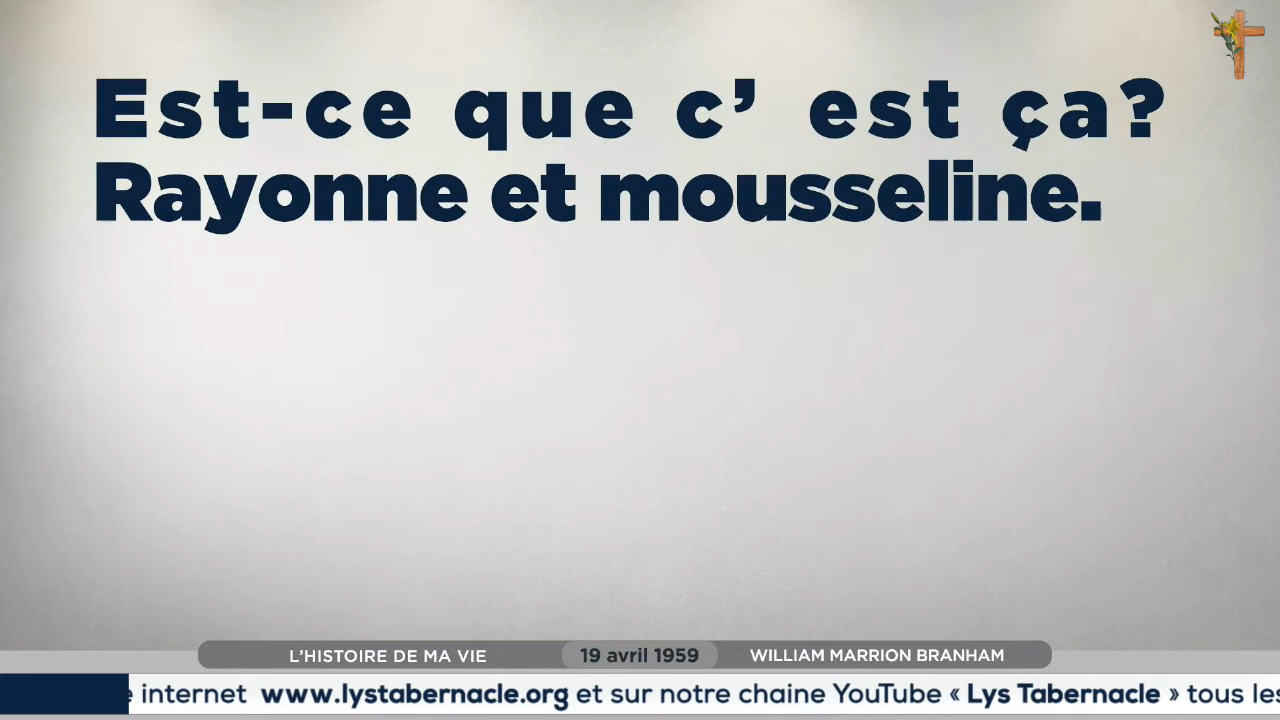 Est-ce que c’ est ça?
Rayonne et mousseline.
L’HISTOIRE DE MA VIE 19 avril 1959 WILLIAM MARRION BRANHAM
internet www.lystabernacle.org et sur notre chaine YouTube « Lys Tabernacle » tous les